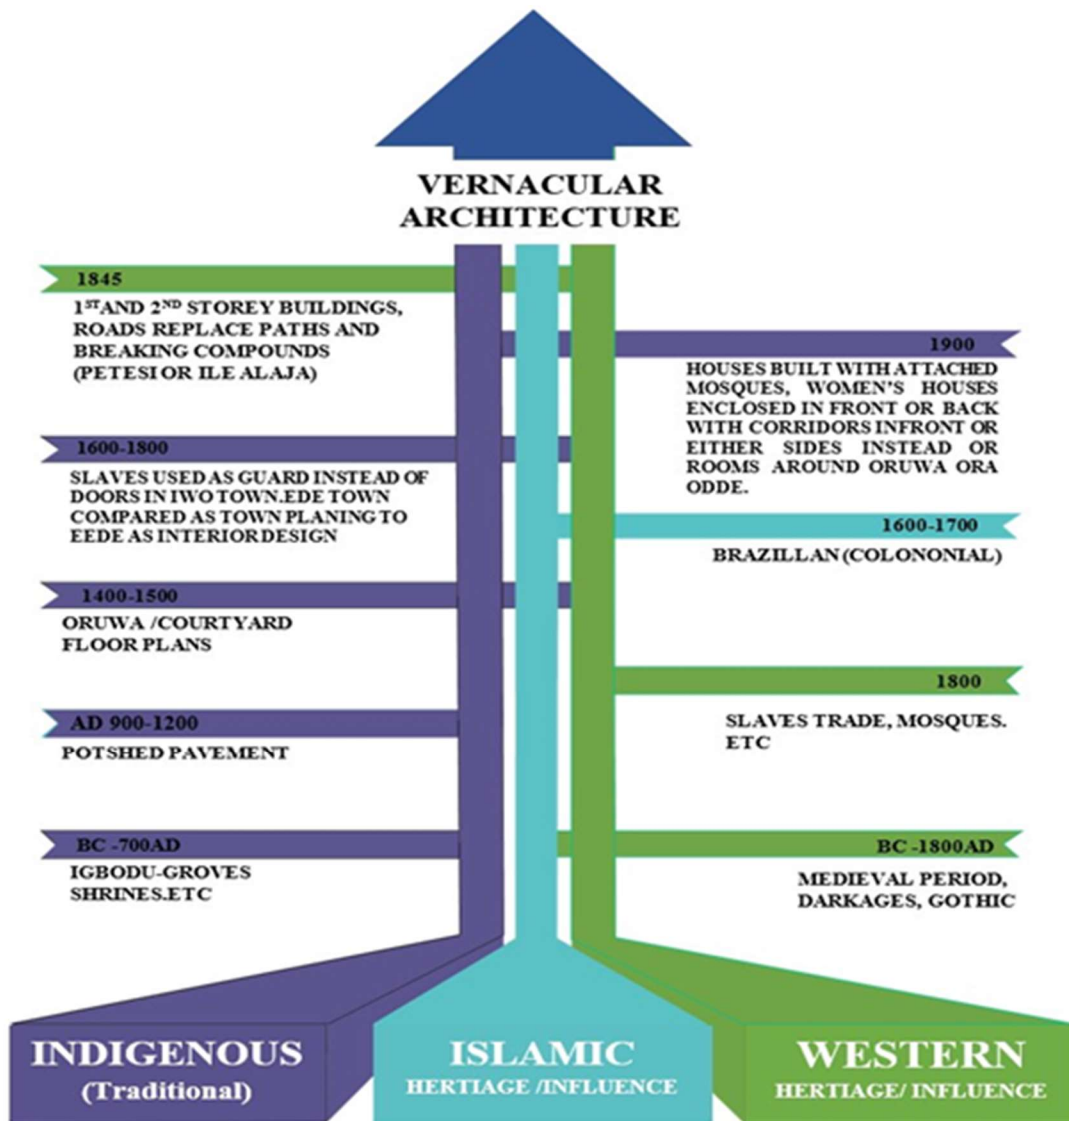 VERNACULAR
ARCHITECTURE
1845
1ST AND 2ND STOREY BUILDINGS,
ROADS REPLACE PATHS AND
BREAKING COMPOUNDS
(PETESI OR ILE ALAJA)
1900
HOUSES BUILT WITH ATTACHED
MOSQUES, WOMEN'S HOUSES
ENCLOSED IN FRONT OR BACK
WITH CORRIDORS INFRONT OR
EITHER SIDES INSTEAD OR
ROOMS AROUND ORUWA ORA
ODDE.
1600-1800
SLAVES USED AS GUARD INSTEAD OF
DOORS IN IWO TOWN.EDE TOWN
COMPARED AS TOWN PLANING TO
EEDE AS INTERIOR DESIGN
1600-1700
BRAZILLAN (COLONONIAL)
1400-1500
ORUWA /COURTYARD
FLOOR PLANS
1800
SLAVES TRADE, MOSQUES.
ETC
AD 900-1200
POTSHED PAVEMENT
BC -700AD
IGBODU-GROVES
SHRINES.ETC
BC -1800AD
MEDIEVAL PERIOD,
DARKAGES, GOTHIC
INDIGENOUS
(Traditional)
ISLAMIC
HERTIAGE /INFLUENCE
WESTERN
HERTIAGE/ INFLUENCE